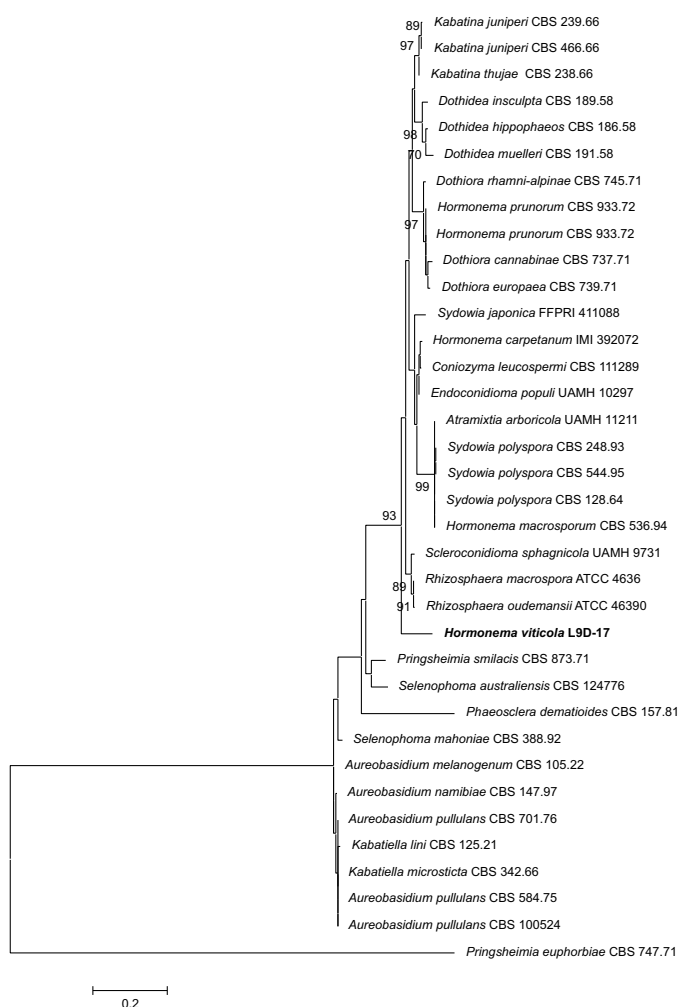 89
Kabatina juniperi CBS 239.66
97
Kabatina juniperi CBS 466.66
Kabatina thujae CBS 238.66
Dothidea insculpta CBS 189.58
Dothidea hippophaeos CBS 186.58
98
70
Dothidea muelleri CBS 191.58
Dothiora rhamni-alpinae CBS 745.71
Hormonema prunorum CBS 933.72
97
Hormonema prunorum CBS 933.72
Dothiora cannabinae CBS 737.71
Dothiora europaea CBS 739.71
Sydowia japonica FFPRI 411088
Hormonema carpetanum IMI 392072
Coniozyma leucospermi CBS 111289
Endoconidioma populi UAMH 10297
Atramixtia arboricola UAMH 11211
Sydowia polyspora CBS 248.93
Sydowia polyspora CBS 544.95
99
Sydowia polyspora CBS 128.64
93
Hormonema macrosporum CBS 536.94
Scleroconidioma sphagnicola UAMH 9731
Rhizosphaera macrospora ATCC 4636
89
91
Rhizosphaera oudemansii ATCC 46390
Hormonema viticola L9D-17
Pringsheimia smilacis CBS 873.71
Selenophoma australiensis CBS 124776
Phaeosclera dematioides CBS 157.81
Selenophoma mahoniae CBS 388.92
Aureobasidium melanogenum CBS 105.22
Aureobasidium namibiae CBS 147.97
Aureobasidium pullulans CBS 701.76
Kabatiella lini CBS 125.21
Kabatiella microsticta CBS 342.66
Aureobasidium pullulans CBS 584.75
Aureobasidium pullulans CBS 100524
Pringsheimia euphorbiae CBS 747.71
0.2